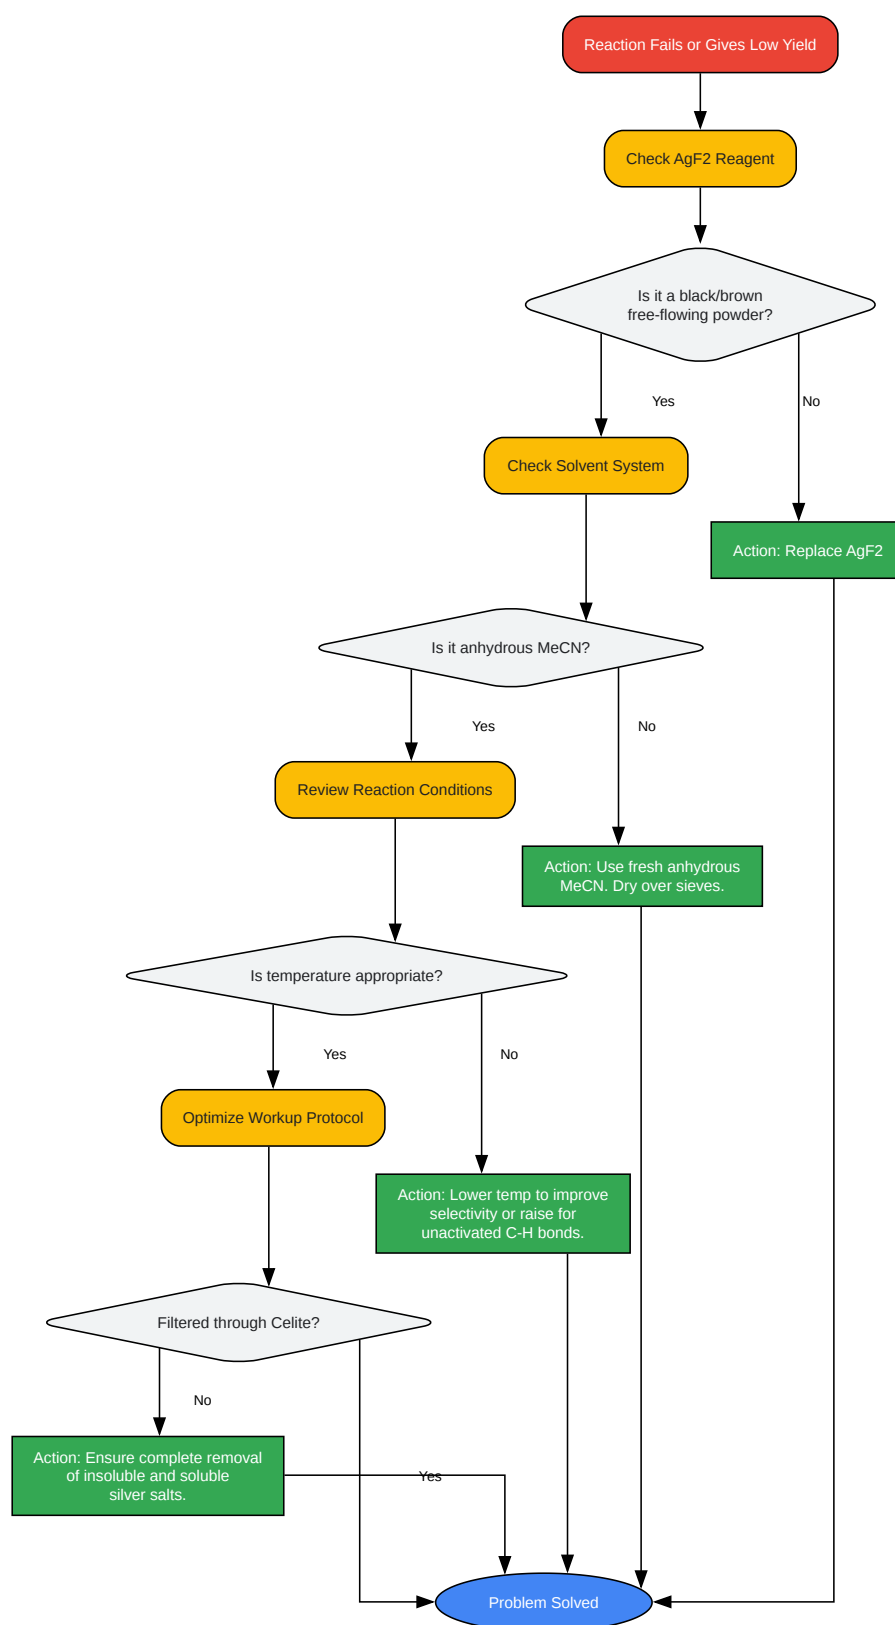 Reaction Fails or Gives Low Yield
Check AgF2 Reagent
Is it a black/brown
free-flowing powder?
Yes
No
Check Solvent System
Action: Replace AgF2
Is it anhydrous MeCN?
Yes
No
Review Reaction Conditions
Action: Use fresh anhydrous
MeCN. Dry over sieves.
Is temperature appropriate?
Yes
No
Optimize Workup Protocol
Action: Lower temp to improve
selectivity or raise for
unactivated C-H bonds.
Filtered through Celite?
No
Action: Ensure complete removal
of insoluble and soluble
silver salts.
Yes
Problem Solved